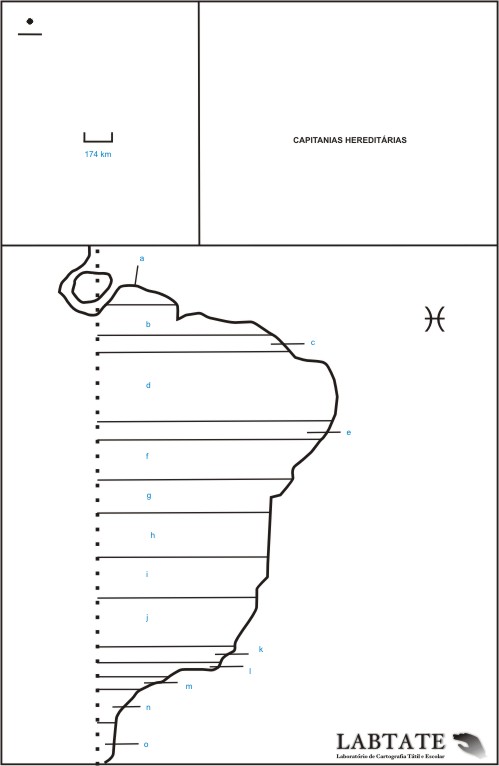 174 km
CAPITANIAS HEREDITÁRIAS
a
b
c
d
e
f
g
h
i
j
k
l
m
n
o
LABTATE
Laboratório de Cartografia Tátil e Escolar